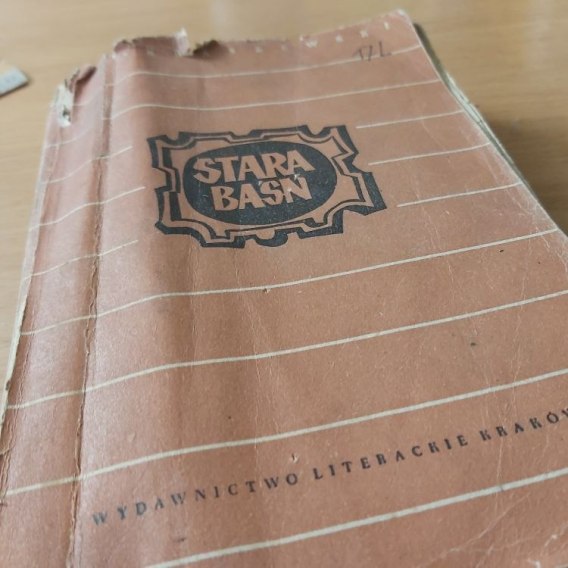 STARA
BAŚŃ
WYDAWNICTWO LITERACKIE KRAKÓW